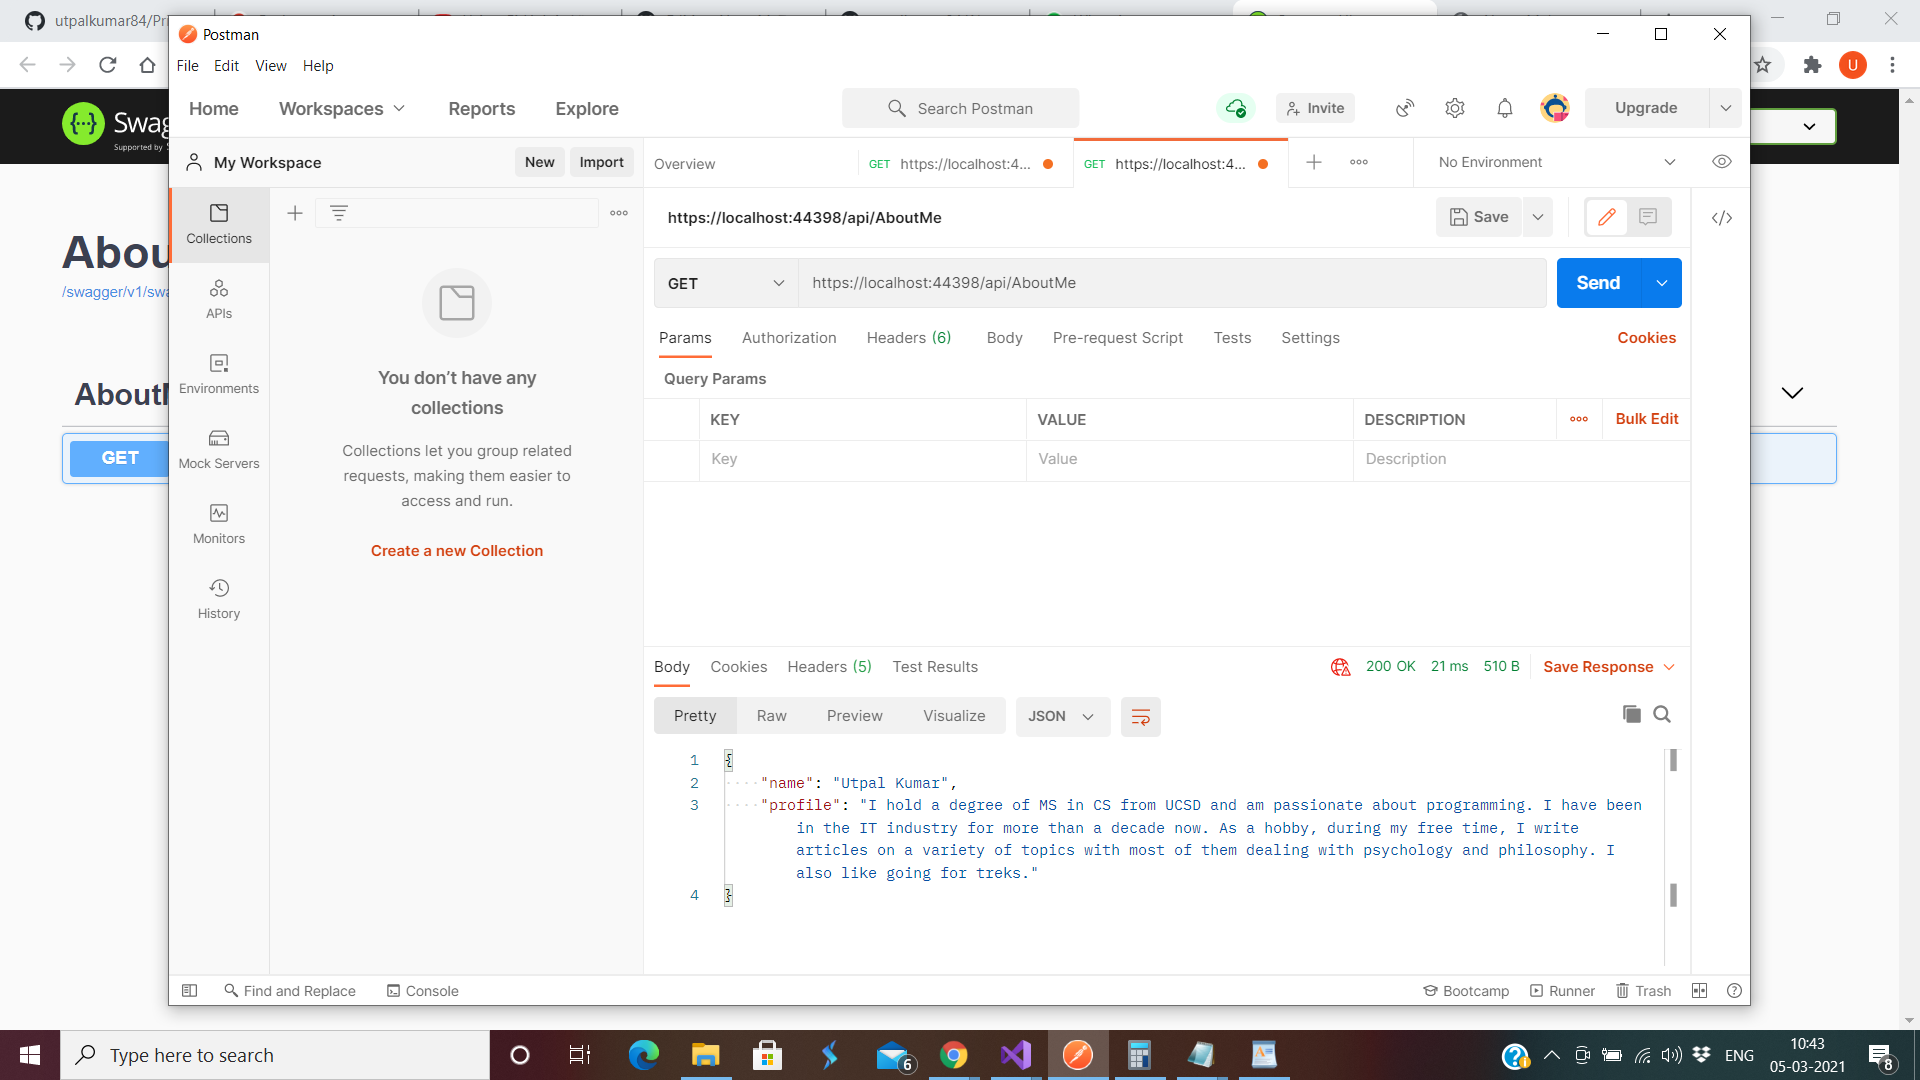 utpalkumar84/Pri
Postman
File Edit View Help
Home Workspaces Reports Explore Search Postman Invite Upgrade
U
Swag
Supported by S
My Workspace New Import
Overview GET https://localhost:4... GET https://localhost:4... No Environment
Collections
APIs
Environments
Mock Servers
Monitors
History
You don't have any
collections
Collections let you group related
requests, making them easier to
access and run.
Create a new Collection
https://localhost:44398/api/AboutMe Save
GET https://localhost:44398/api/AboutMe Send
Params Authorization Headers (6) Body Pre-request Script Tests Settings Cookies
Query Params
KEY VALUE DESCRIPTION Bulk Edit
Key Value Description
Abou
/swagger/v1/swa
About
GET
Body Cookies Headers (5) Test Results 200 OK 21 ms 510 B Save Response
Pretty Raw Preview Visualize JSON
1 {
2 "name": "Utpal Kumar",
3 "profile": "I hold a degree of MS in CS from UCSD and am passionate about programming. I have been
in the IT industry for more than a decade now. As a hobby, during my free time, I write
articles on a variety of topics with most of them dealing with psychology and philosophy. I
also like going for treks."
4 }
Find and Replace Console Bootcamp Runner Trash
Type here to search
6
ENG
10:43
05-03-2021
8